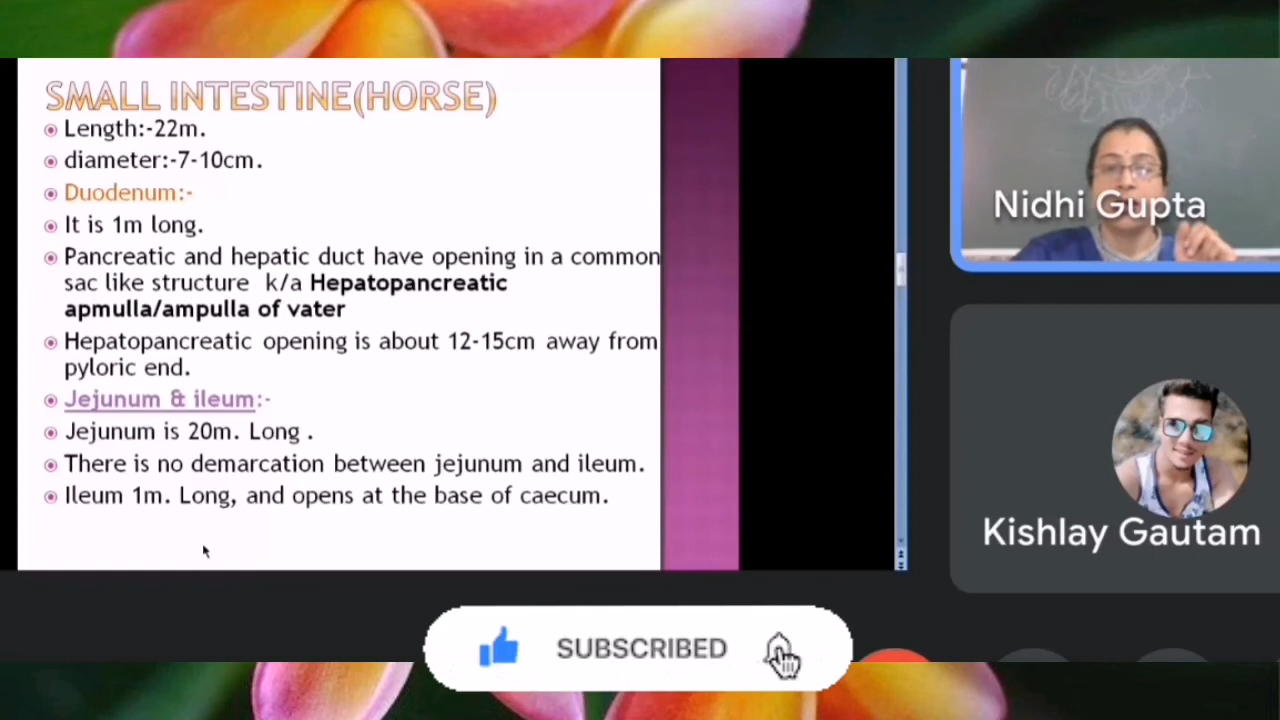 SMALL INTESTINE(HORSE)
Length:-22m.
diameter:-7-10cm.
Duodenum:-
It is 1m long.
Pancreatic and hepatic duct have opening in a common
sac like structure k/a Hepatopancreatic
apmulla/ampulla of vater
Hepatopancreatic opening is about 12-15cm away from
pyloric end.
Jejunum & ileum:-
Jejunum is 20m. Long .
There is no demarcation between jejunum and ileum.
Ileum 1m. Long, and opens at the base of caecum.
Nidhi Gupta
Kishlay Gautam
SUBSCRIBED